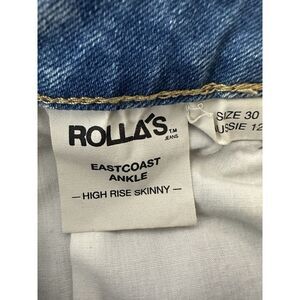 ROLLA'S TM
JEANS
EASTCOAST
ANKLE
— HIGH RISE SKINNY —
SIZE 30
USSIE 12